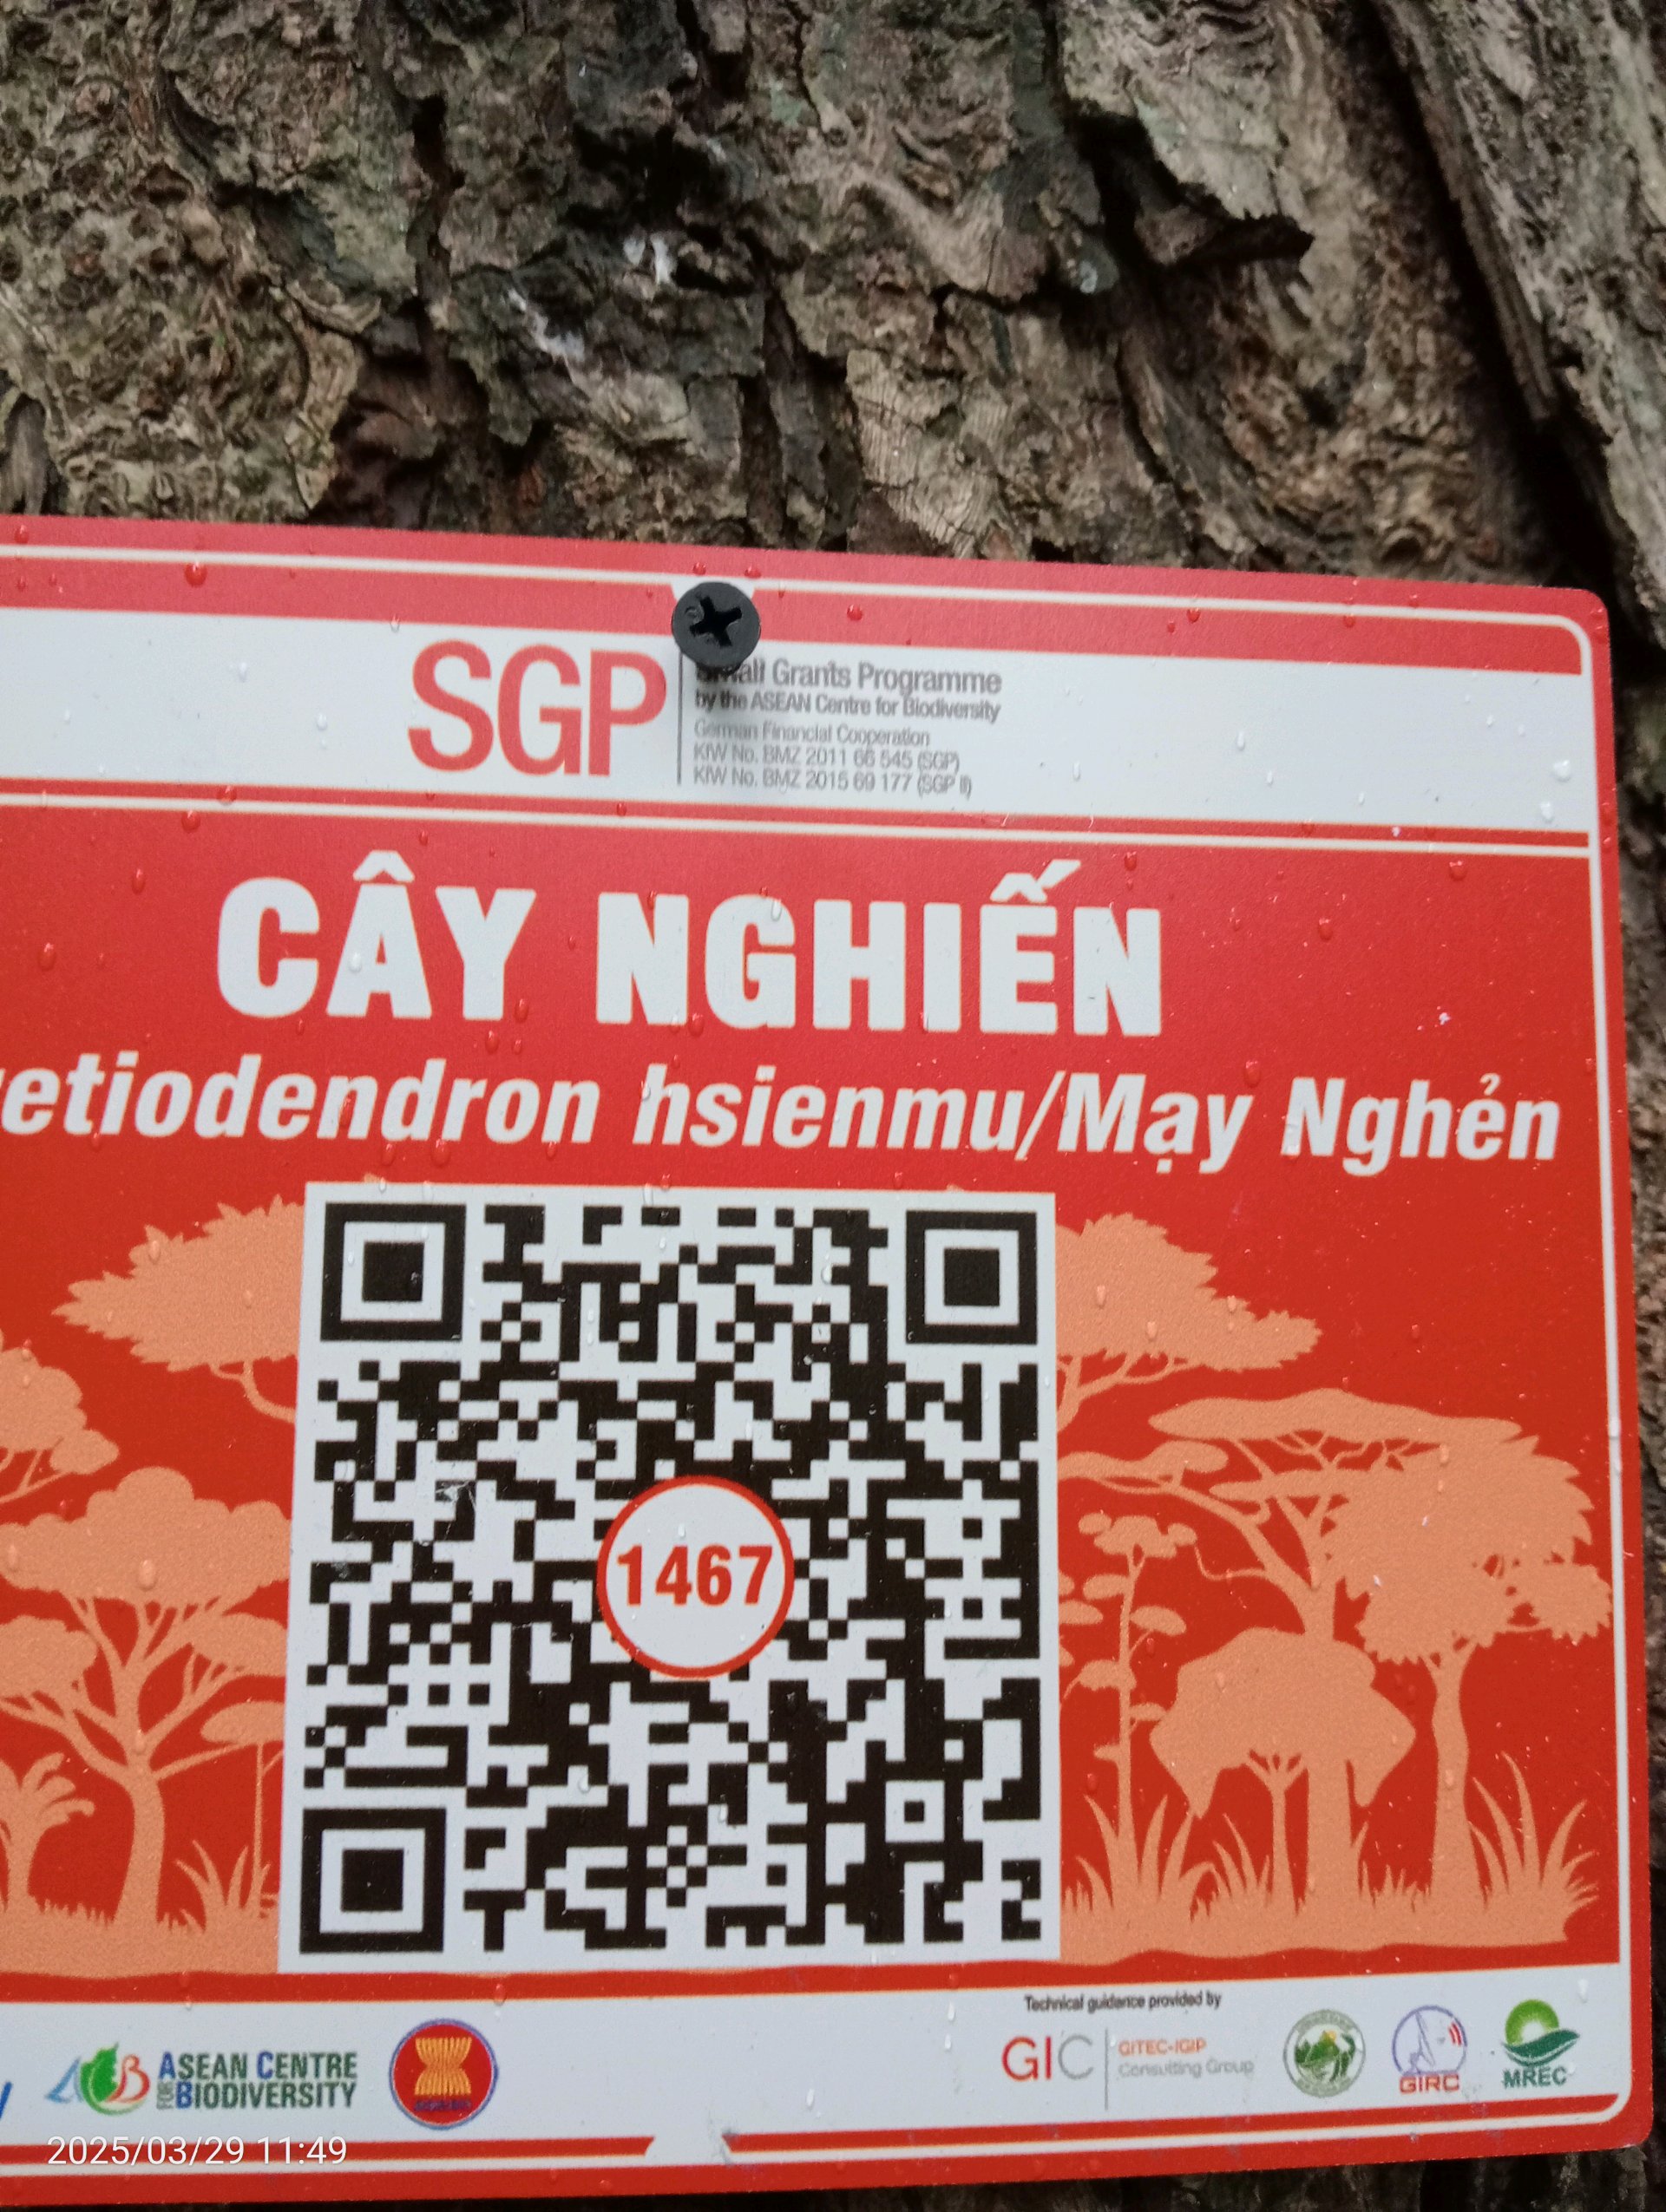 SGP
Small Grants Programme
by the ASEAN Centre for Biodiversity
German Financial Cooperation
KfW No. BMZ 2011 66 545 (SGP)
KfW No. BMZ 2015 69 177 (SGP II)
CÂY NGHIẾN
etiodendron hsienmu/Mạy Nghẻn
1467
Technical guidance provided by
ACB ASEAN CENTRE
FOR BIODIVERSITY
GIC GITEC-IGIP
Consulting Group
GIRC
MREC
2025/03/29 11:49